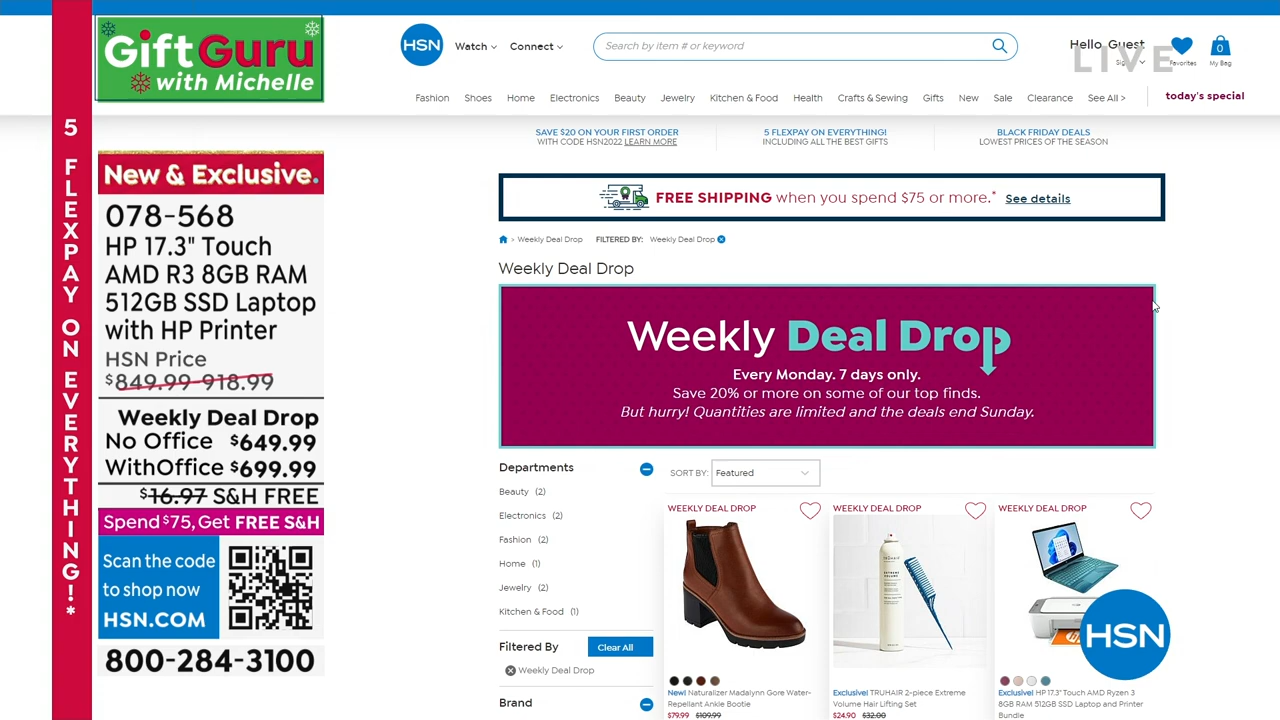 Gift Guru
with Michelle
5 FLEXPAY ON EVERYTHING!*
New & Exclusive.
078-568
HP 17.3" Touch
AMD R3 8GB RAM
512GB SSD Laptop
with HP Printer
HSN Price
$849.99-918.99
Weekly Deal Drop
No Office $649.99
WithOffice $699.99
$16.97 S&H FREE
Spend $75, Get FREE S&H
Scan the code
to shop now
HSN.COM
800-284-3100
HSN
Watch
Connect
Search by item # or keyword
Hello, Guest
LIVE
Favorites
0
My Bag
Fashion Shoes Home Electronics Beauty Jewelry Kitchen & Food Health Crafts & Sewing Gifts New Sale Clearance See All > today's special
SAVE $20 ON YOUR FIRST ORDER
WITH CODE HSN2022 LEARN MORE
5 FLEXPAY ON EVERYTHING!
INCLUDING ALL THE BEST GIFTS
BLACK FRIDAY DEALS
LOWEST PRICES OF THE SEASON
FREE SHIPPING when you spend $75 or more.* See details
> Weekly Deal Drop FILTERED BY: Weekly Deal Drop
Weekly Deal Drop
Weekly Deal Drop
Every Monday. 7 days only.
Save 20% or more on some of our top finds.
But hurry! Quantities are limited and the deals end Sunday.
Departments
Beauty (2)
Electronics (2)
Fashion (2)
Home (1)
Jewelry (2)
Kitchen & Food (1)
Filtered By Clear All
Weekly Deal Drop
Brand
SORT BY: Featured
WEEKLY DEAL DROP
New! Naturalizer Madalynn Gore Water-
Repellant Ankle Bootie
$79.99 $109.99
WEEKLY DEAL DROP
Exclusive! TRUHAIR 2-piece Extreme
Volume Hair Lifting Set
$24.90 $32.00
WEEKLY DEAL DROP
Exclusive! HP 17.3" Touch AMD Ryzen 3
8GB RAM 512GB SSD Laptop and Printer
Bundle
HSN